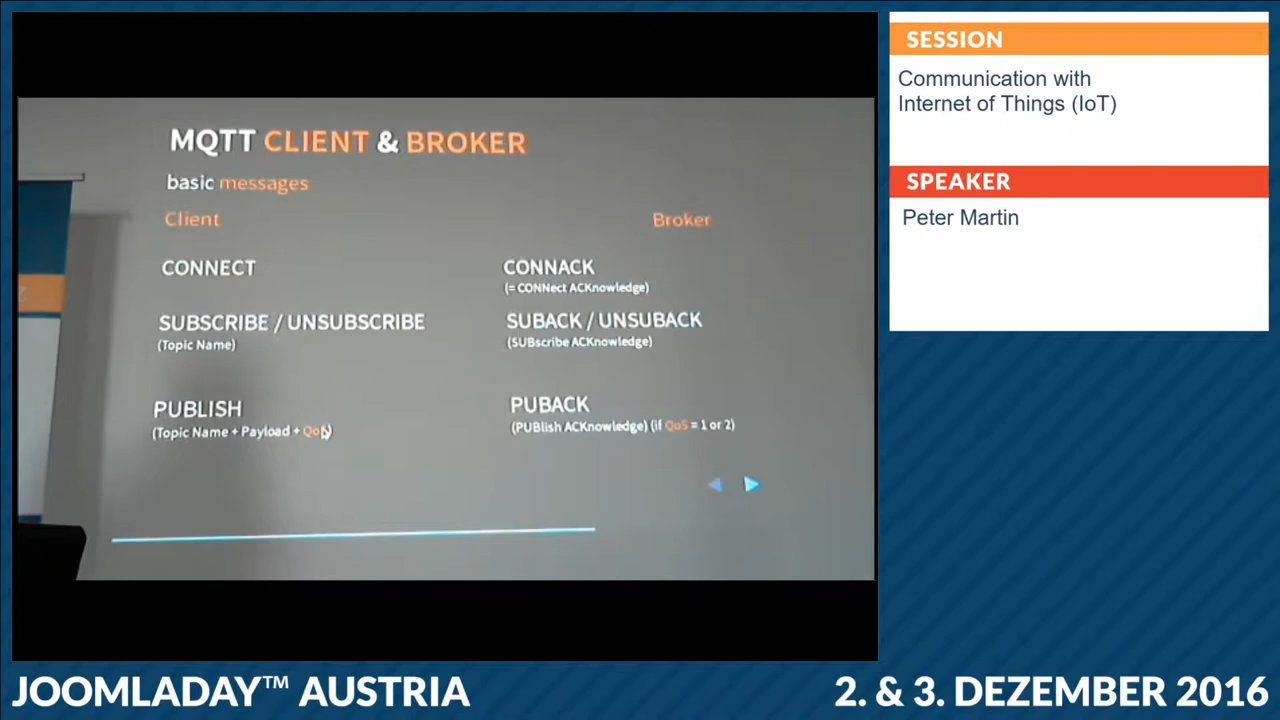 MQTT CLIENT & BROKER
basic messages
Client
Broker
CONNECT
CONNACK
(= CONNect ACKnowledge)
SUBSCRIBE / UNSUBSCRIBE
(Topic Name)
SUBACK / UNSUBACK
(SUBscribe ACKnowledge)
PUBLISH
(Topic Name + Payload + QoS)
PUBACK
(PUBlish ACKnowledge) (if QoS = 1 or 2)
SESSION
Communication with
Internet of Things (IoT)
SPEAKER
Peter Martin
JOOMLADAY™ AUSTRIA
2. & 3. DEZEMBER 2016